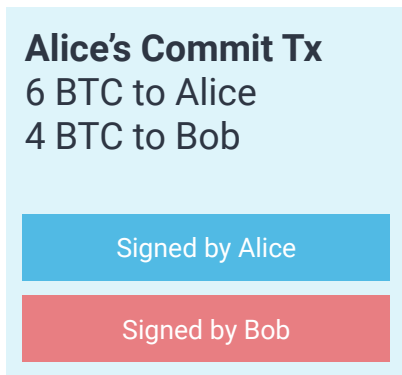 Alice’s Commit Tx
6 BTC to Alice
4 BTC to Bob
Signed by Alice
Signed by Bob